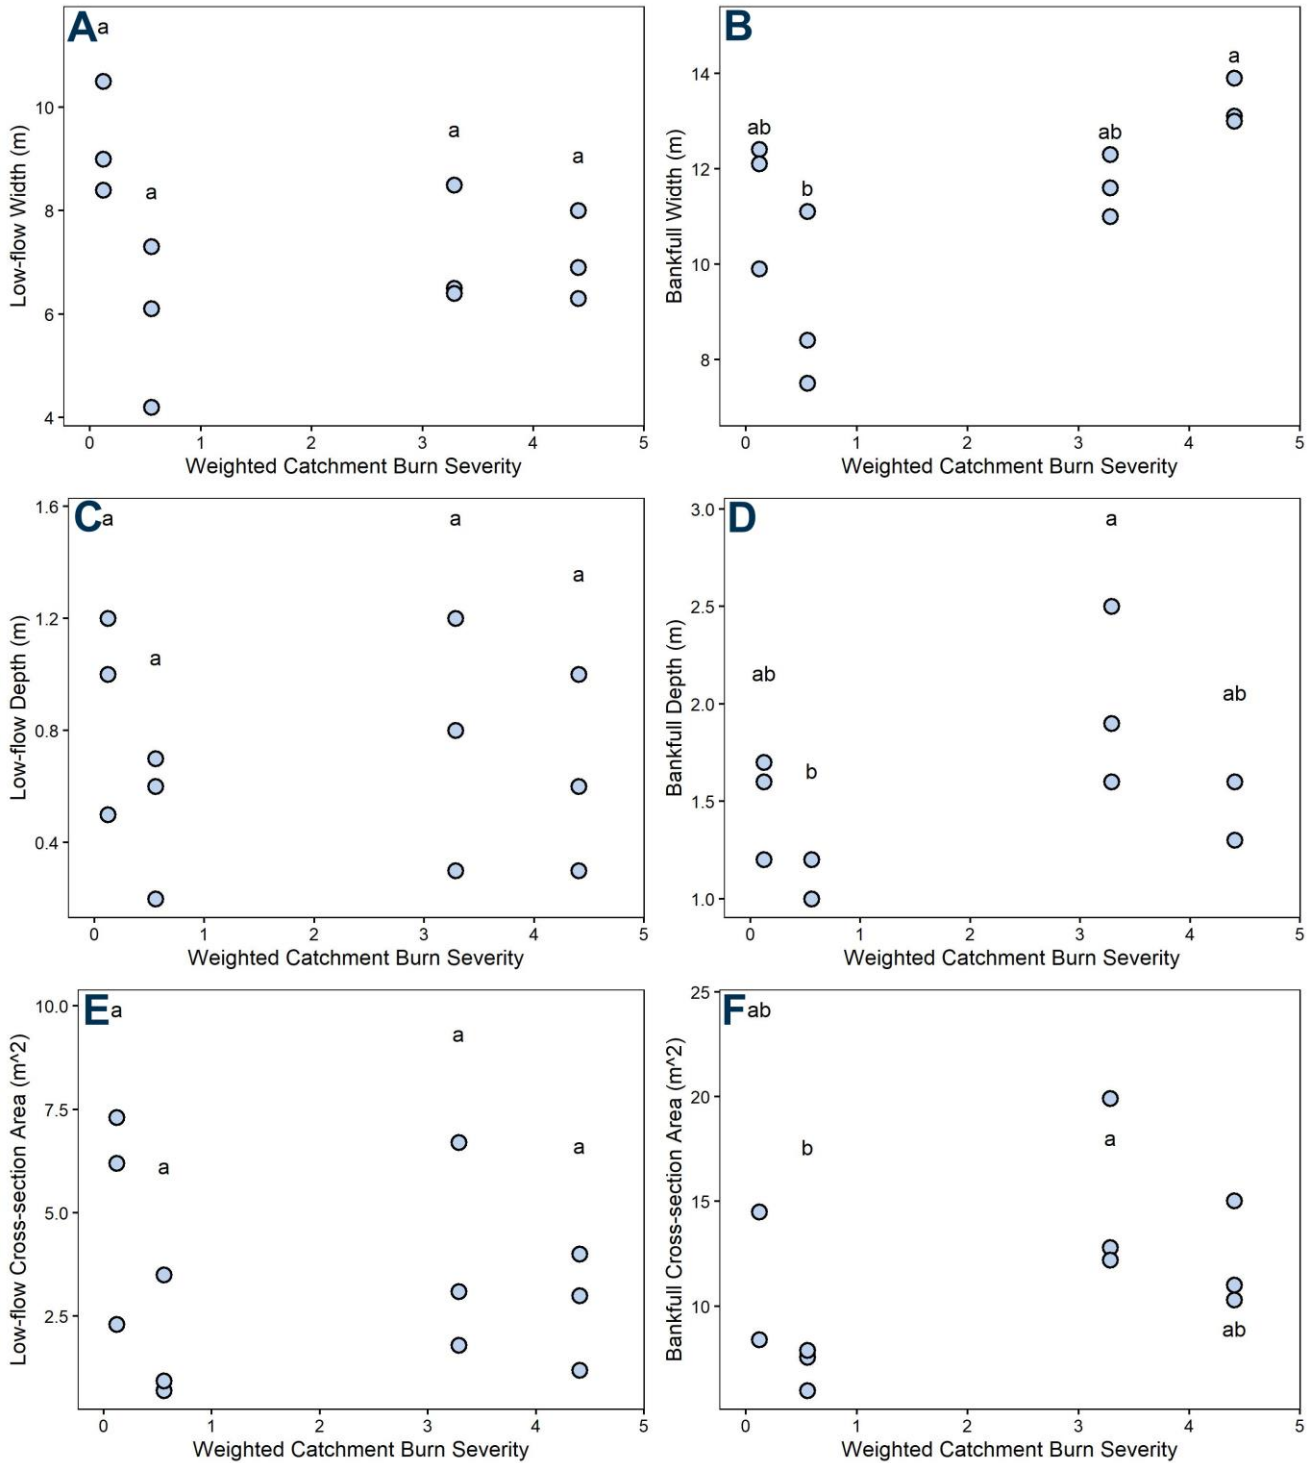 A a
a
a
a
Low-flow Width (m)
10
8
6
4
0 1 2 3 4 5
Weighted Catchment Burn Severity
B
a
ab
ab
b
Bankfull Width (m)
14
12
10
8
0 1 2 3 4 5
Weighted Catchment Burn Severity
C a
a
a
a
Low-flow Depth (m)
1.6
1.2
0.8
0.4
0 1 2 3 4 5
Weighted Catchment Burn Severity
D
a
ab
ab
b
Bankfull Depth (m)
3.0
2.5
2.0
1.5
1.0
0 1 2 3 4 5
Weighted Catchment Burn Severity
E a
a
a
a
Low-flow Cross-section Area (m^2)
10.0
7.5
5.0
2.5
0 1 2 3 4 5
Weighted Catchment Burn Severity
F ab
b
a
ab
Bankfull Cross-section Area (m^2)
25
20
15
10
0 1 2 3 4 5
Weighted Catchment Burn Severity